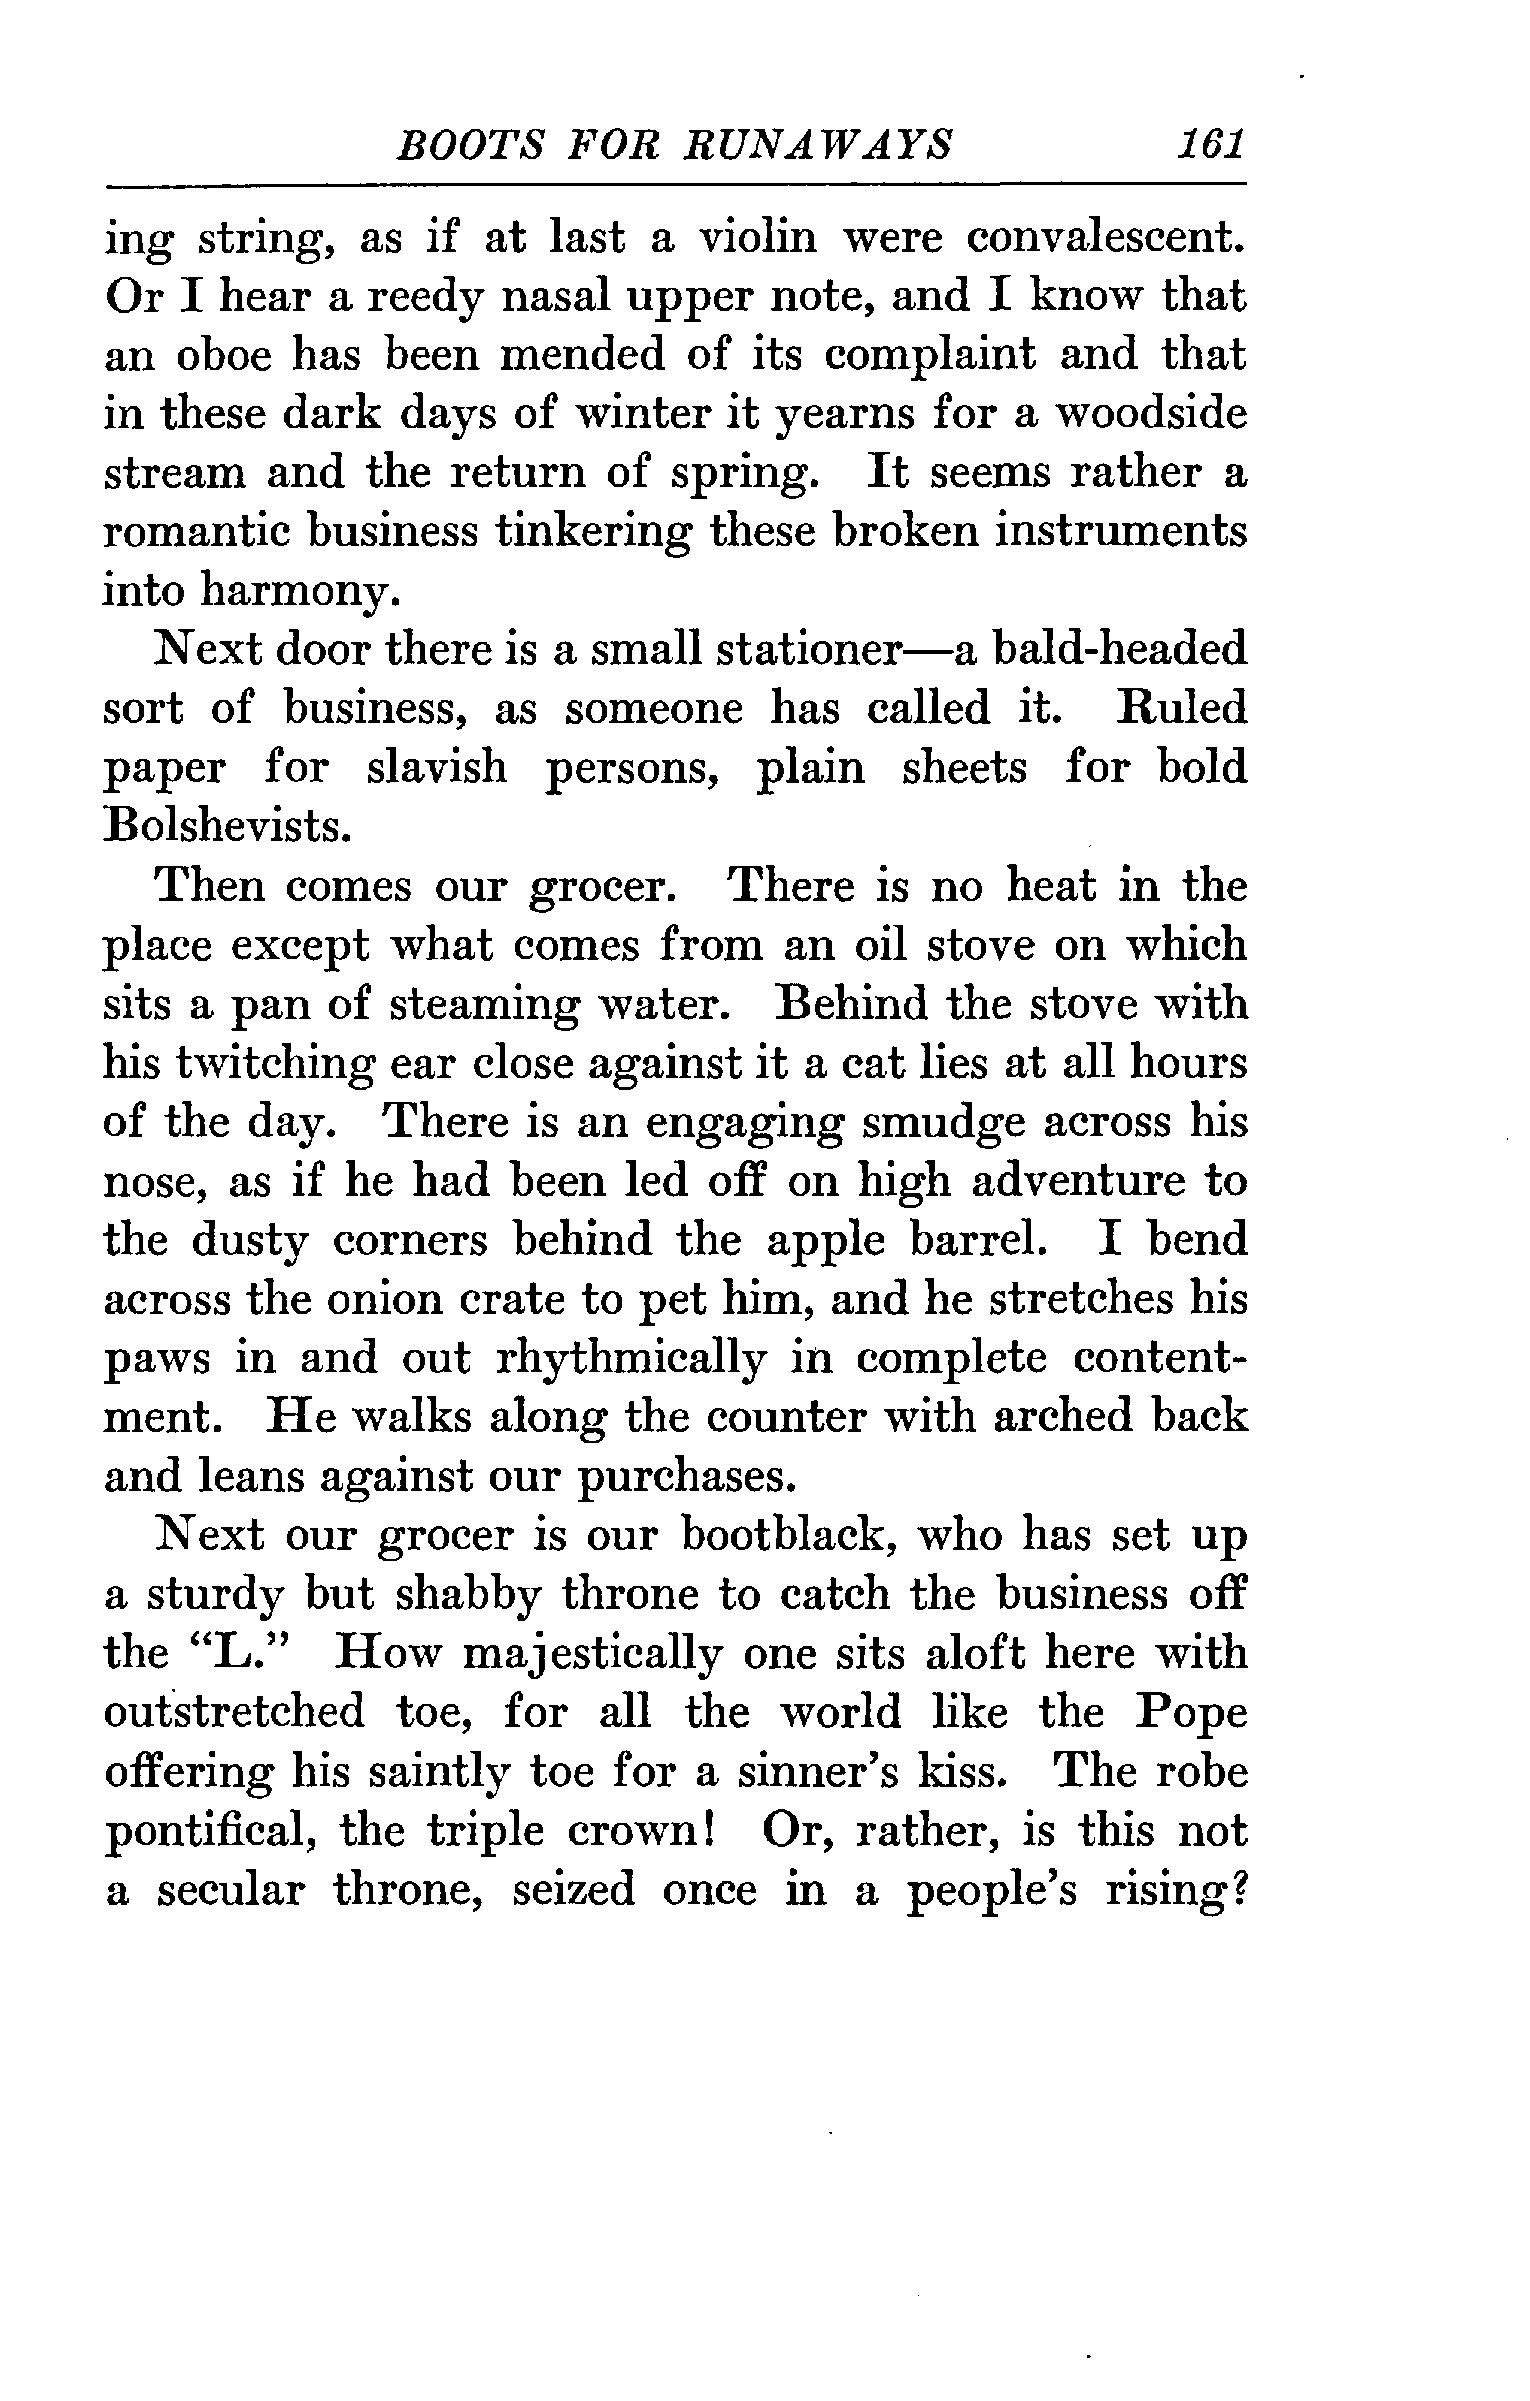 BOOTS FOR RUNAWAYS 161
ing string, as if at last a violin were convalescent.
Or I hear a reedy nasal upper note, and I know that
an oboe has been mended of its complaint and that
in these dark days of winter it yearns for a woodside
stream and the return of spring. It seems rather a
romantic business tinkering these broken instruments
into harmony.
Next door there is a small stationer—a bald-headed
sort of business, as someone has called it. Ruled
paper for slavish persons, plain sheets for bold
Bolshevists.
Then comes our grocer. There is no heat in the
place except what comes from an oil stove on which
sits a pan of steaming water. Behind the stove with
his twitching ear close against it a cat lies at all hours
of the day. There is an engaging smudge across his
nose, as if he had been led off on high adventure to
the dusty corners behind the apple barrel. I bend
across the onion crate to pet him, and he stretches his
paws in and out rhythmically in complete content-
ment. He walks along the counter with arched back
and leans against our purchases.
Next our grocer is our bootblack, who has set up
a sturdy but shabby throne to catch the business off
the “L.” How majestically one sits aloft here with
outstretched toe, for all the world like the Pope
offering his saintly toe for a sinner’s kiss. The robe
pontifical, the triple crown! Or, rather, is this not
a secular throne, seized once in a people’s rising?